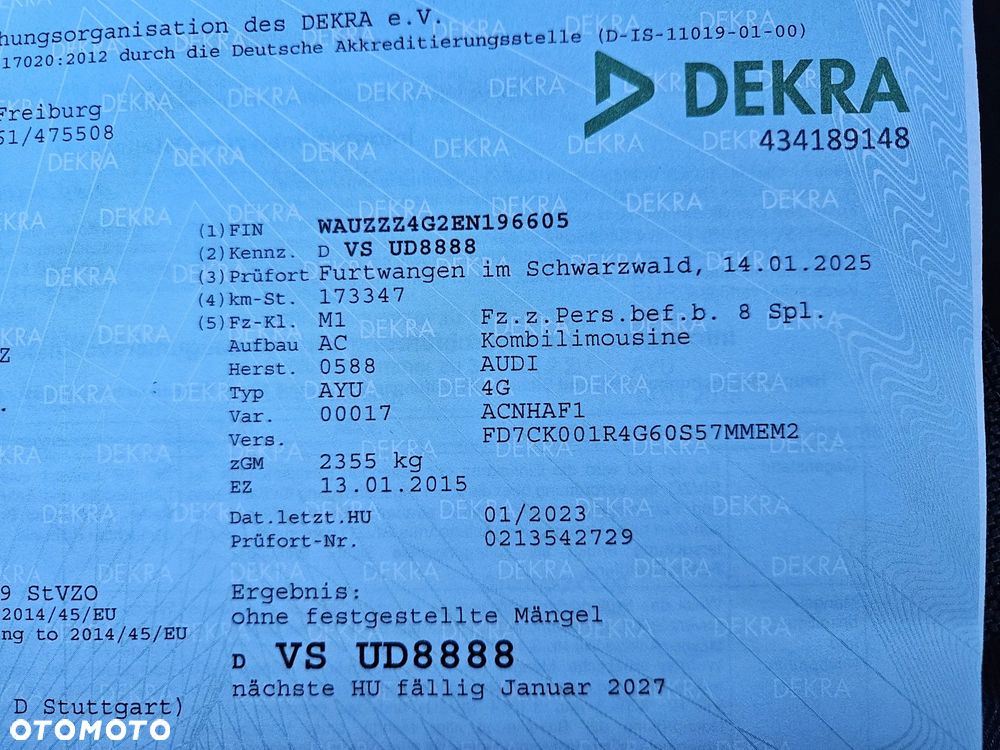 hungsorganisation des DEKRA e.V.
17020:2012 durch die Deutsche Akkreditierungsstelle (D-IS-11019-01-00)
DEKRA
434189148
Freiburg
61/475508
(1) FIN WAUZZZ4G2EN196605
(2) Kennz. D VS UD8888
(3) Prüfort Furtwangen im Schwarzwald, 14.01.2025
(4) km-St. 173347
(5) Fz-Kl. M1 Fz.z.Pers.bef.b. 8 Spl.
Aufbau AC Kombilimousine
Z
Herst. 0588 AUDI
Typ AYU 4G
Var. 00017 ACNHAF1
Vers. FD7CK001R4G60S57MMEM2
zGM 2355 kg
EZ 13.01.2015
Dat.letzt.HU 01/2023
Prüfort-Nr. 0213542729
9 StVZO
2014/45/EU
ng to 2014/45/EU
Ergebnis:
ohne festgestellte Mängel
D VS UD8888
nächste HU fällig Januar 2027
D Stuttgart)
OTOMOTO